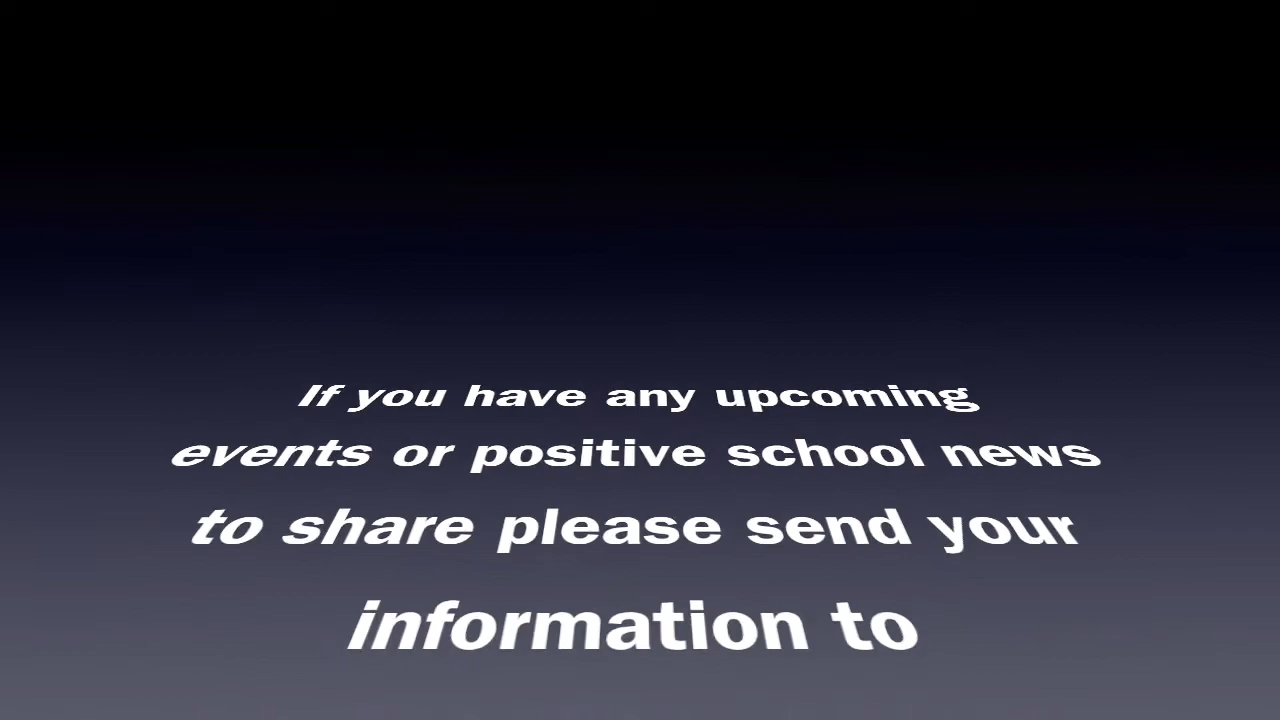 If you have any upcoming
events or positive school news
to share please send your
information to